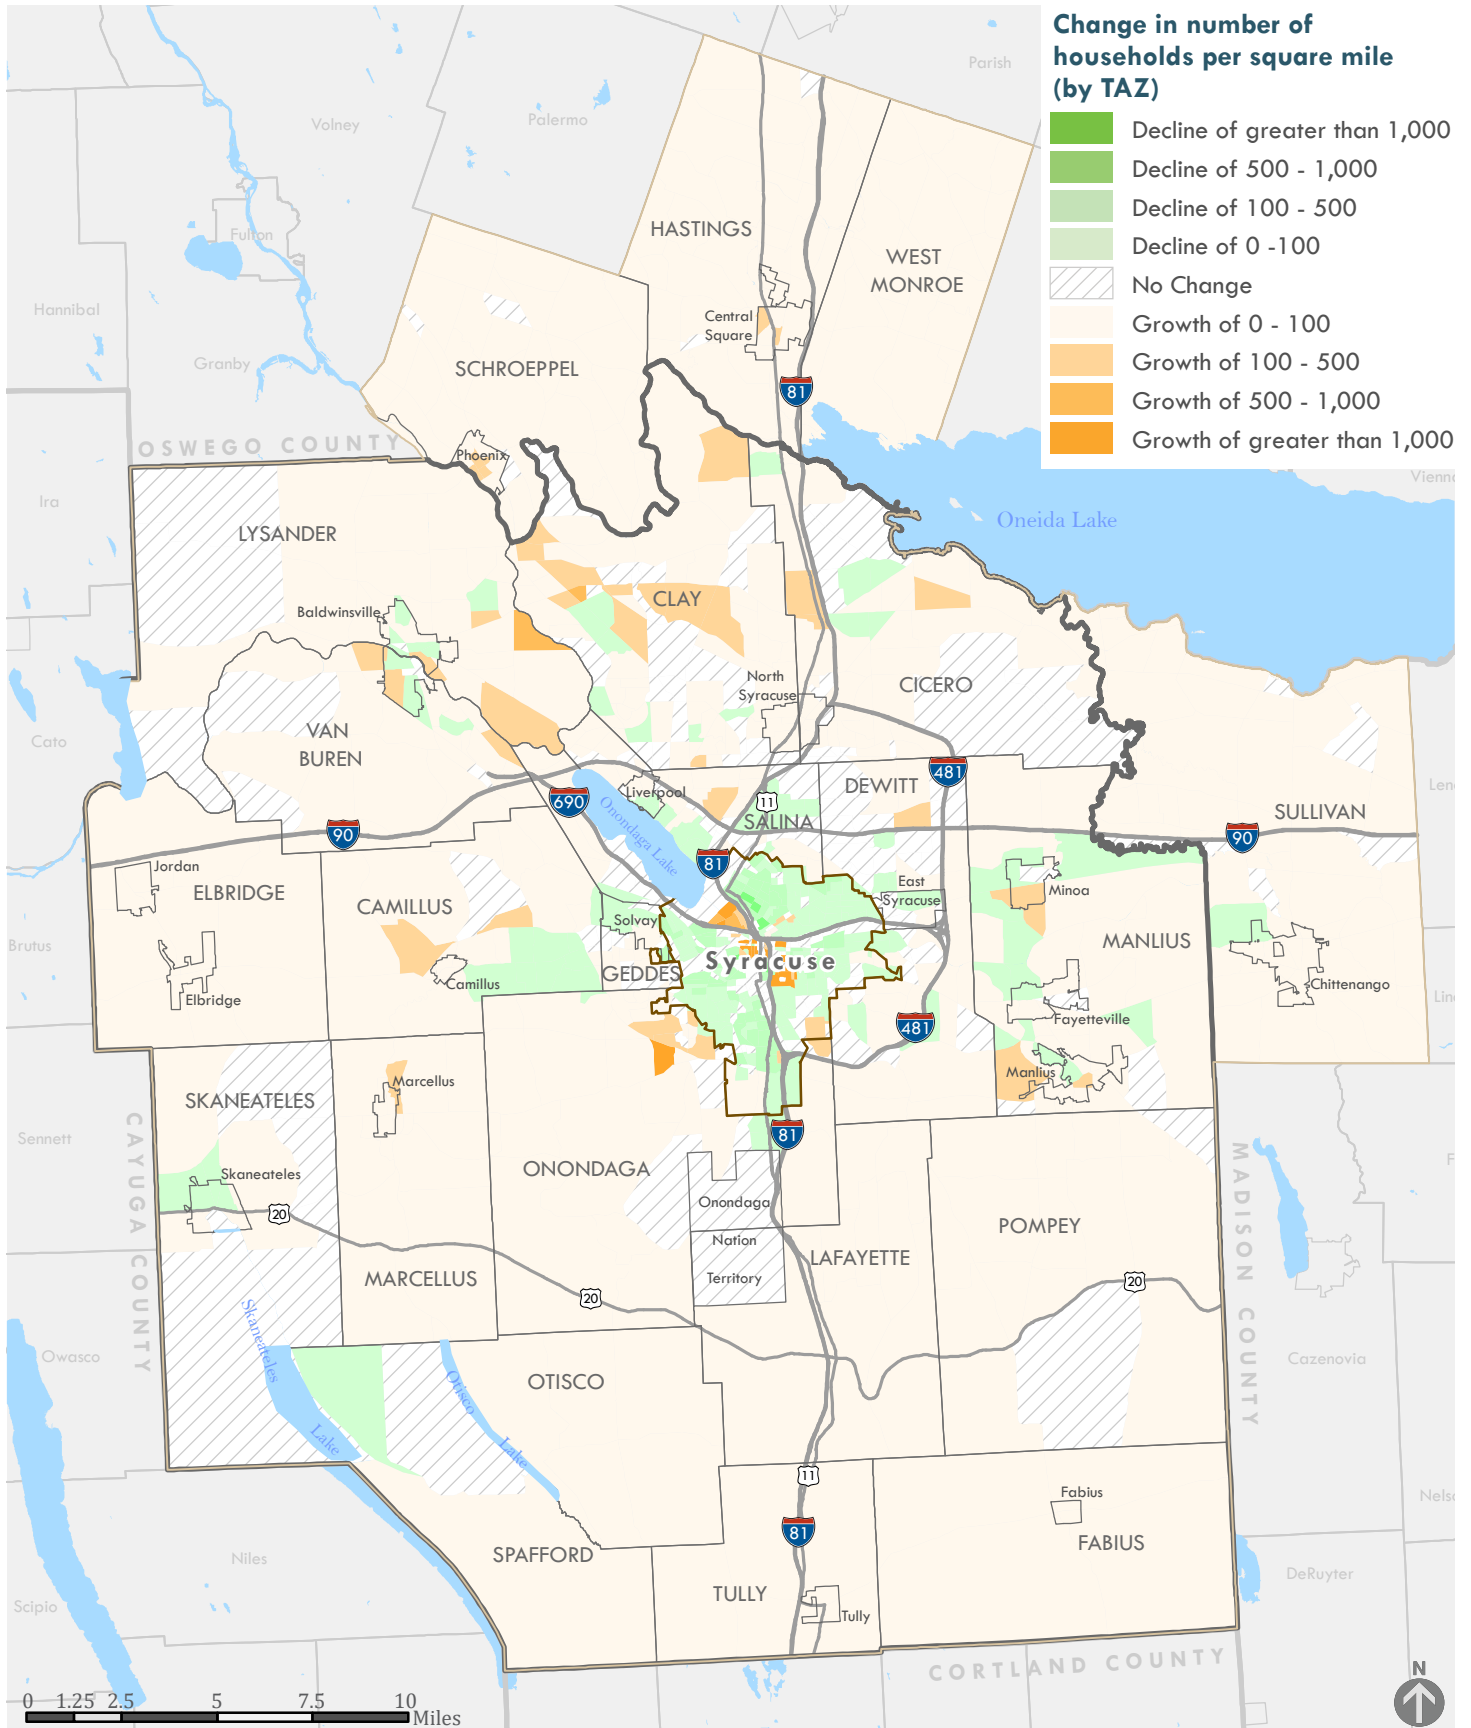 Change in number of
households per square mile
(by TAZ)
Decline of greater than 1,000
Decline of 500 - 1,000
Decline of 100 - 500
Decline of 0 -100
No Change
Growth of 0 - 100
Growth of 100 - 500
Growth of 500 - 1,000
Growth of greater than 1,000
Parish
Volney
Palermo
HASTINGS
Fulton
WEST
MONROE
Hannibal
Central
Square
Granby
SCHROEPPEL
81
OSWEGO COUNTY
Phoenix
Ira
Oneida Lake
LYSANDER
CLAY
Baldwinsville
North
Syracuse
CICERO
VAN
BUREN
Cato
DEWITT
481
690
Liverpool
11
SALINA
SULLIVAN
90
90
Onondaga Lake
81
Jordan
ELBRIDGE
CAMILLUS
East
Syracuse
Minoa
Solvay
Brutus
MANLIUS
Syracuse
GEDDES
Camillus
Elbridge
Chittenango
Fayetteville
481
Marcellus
Manlius
SKANEATELES
CAYUGA COUNTY
Sennett
81
ONONDAGA
Skaneateles
Onondaga
Nation
Territory
20
POMPEY
LAFAYETTE
MARCELLUS
20
20
MADISON COUNTY
Skaneateles
Lake
Owasco
Cazenovia
OTISCO
Otisco
Lake
11
Fabius
81
FABIUS
SPAFFORD
Niles
TULLY
DeRuyter
Scipio
Tully
CORTLAND COUNTY
N
0 1.25 2.5 5 7.5 10
Miles